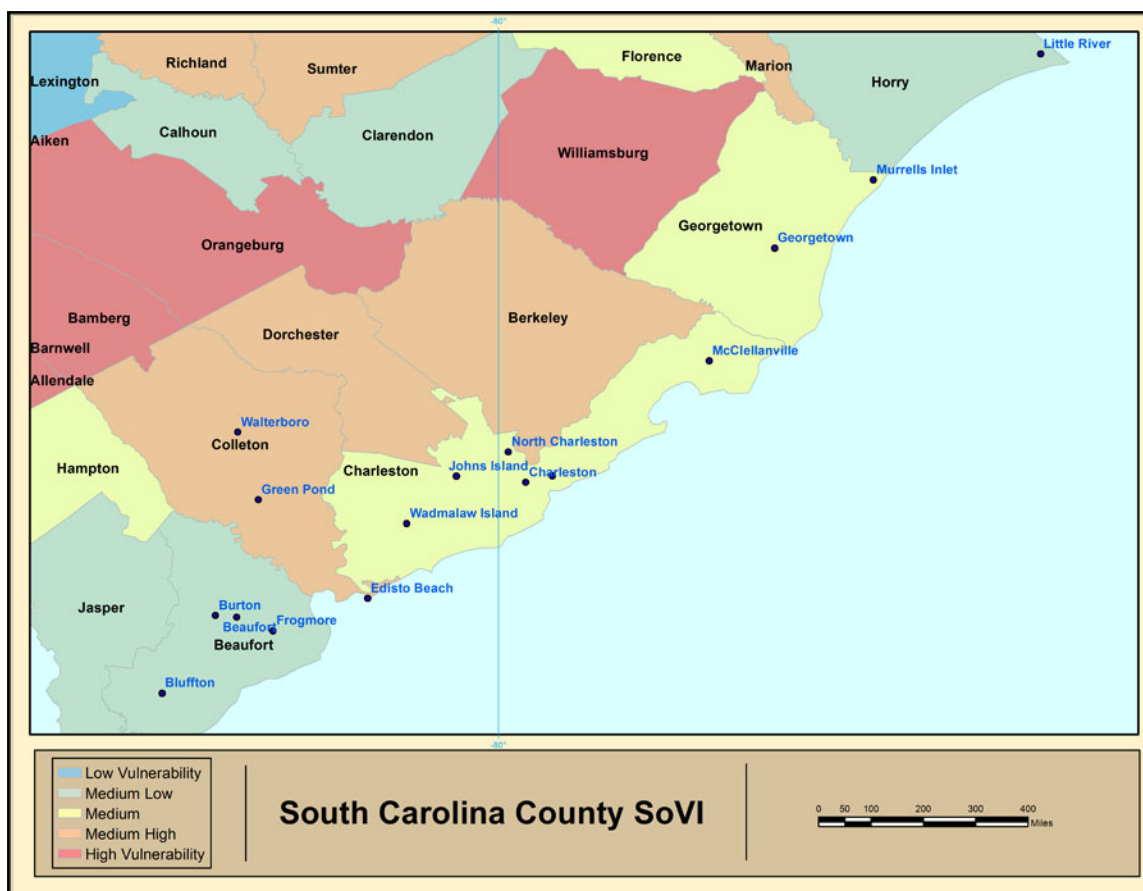 -80°
Little River
Florence
Richland
Sumter
Marion
Lexington
Horry
Calhoun
Clarendon
Aiken
Williamsburg
Murrells Inlet
Georgetown
Georgetown
Orangeburg
Bamberg
Berkeley
Dorchester
Barnwell
McClellanville
Allendale
Walterboro
Colleton
North Charleston
Hampton
Charleston
Johns Island
Charleston
Green Pond
Wadmalaw Island
Edisto Beach
Jasper
Burton
Frogmore
Beaufort
Beaufort
Bluffton
-80°
Low Vulnerability
Medium Low
Medium
Medium High
High Vulnerability
South Carolina County SoVI
0 50 100 200 300 400
Miles